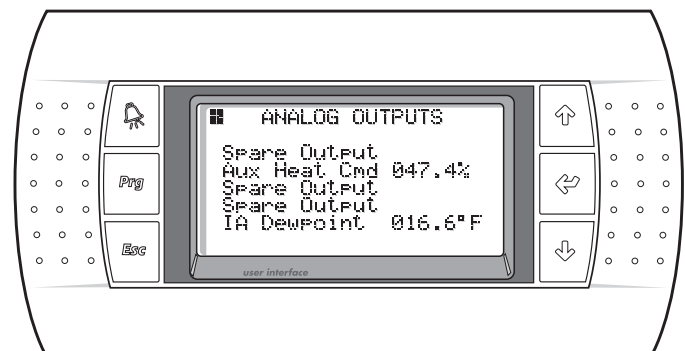 ANALOG OUTPUTS
Spare Output
Aux Heat Cmd 047.4%
Spare Output
Spare Output
IA Dewpoint 016.6°F
Prg
Esc
user interface